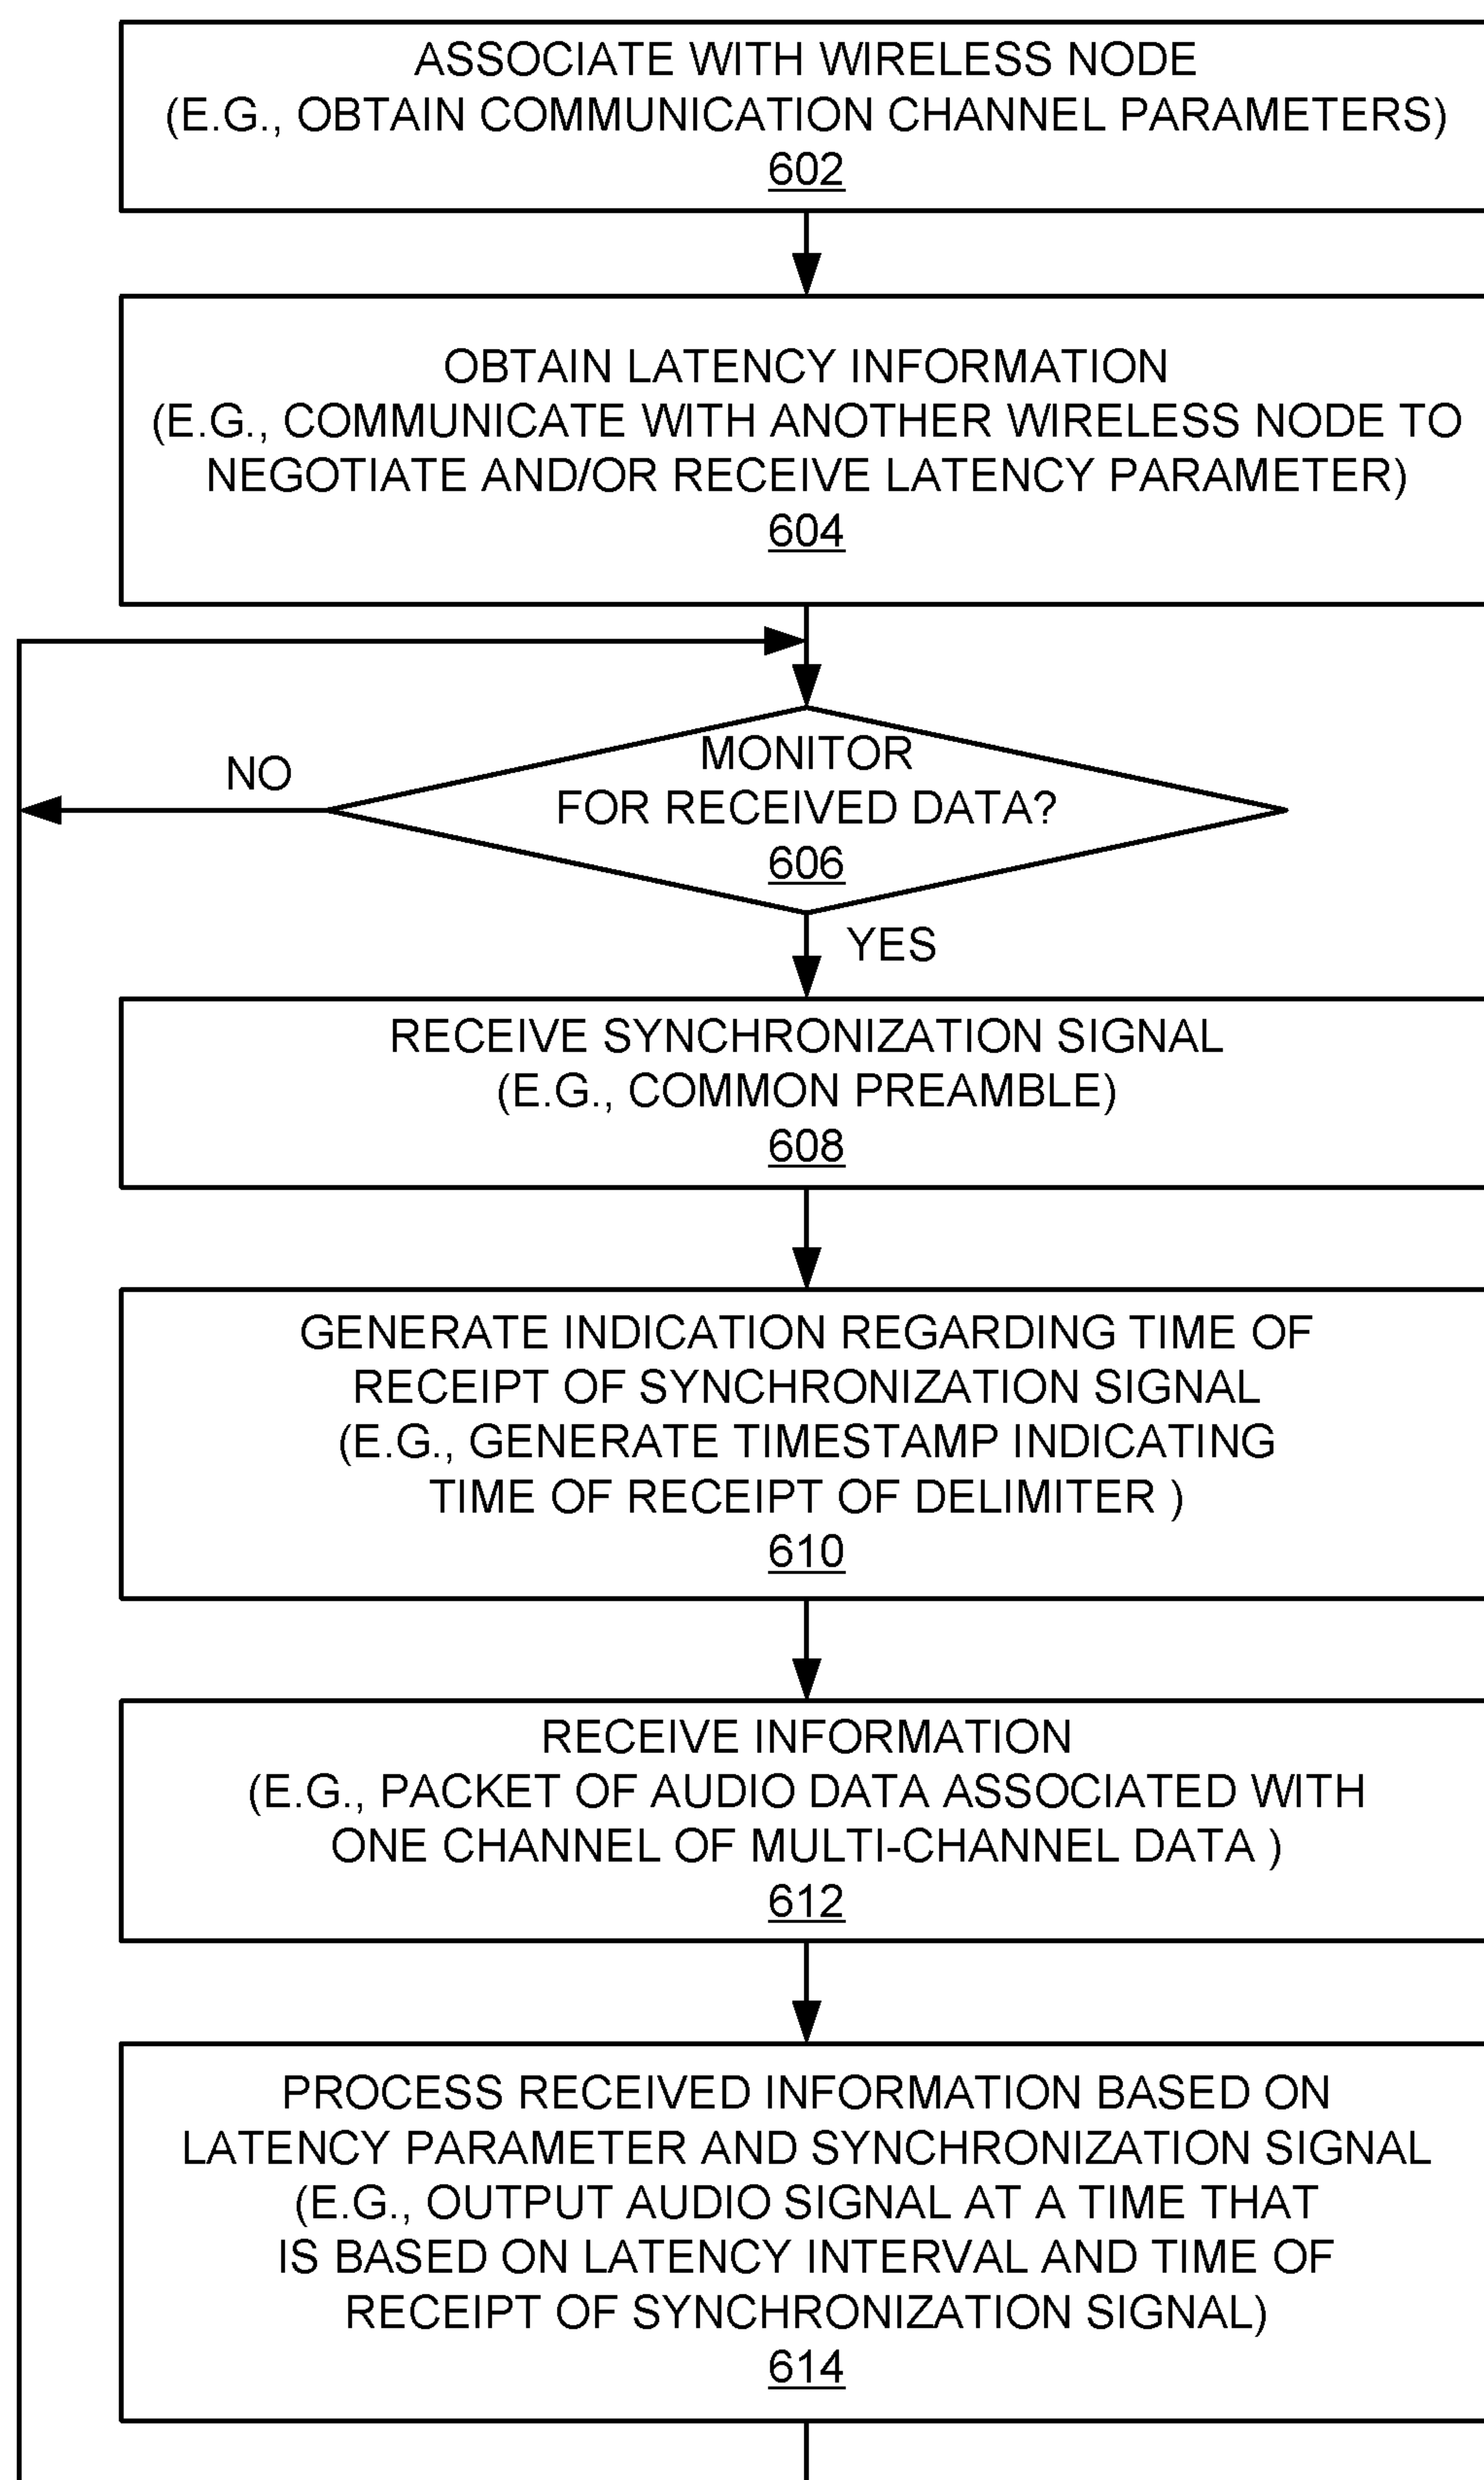 ASSOCIATE WITH WIRELESS NODE
(E.G., OBTAIN COMMUNICATION CHANNEL PARAMETERS)
602
OBTAIN LATENCY INFORMATION
(E.G., COMMUNICATE WITH ANOTHER WIRELESS NODE TO
NEGOTIATE AND/OR RECEIVE LATENCY PARAMETER)
604
MONITOR
FOR RECEIVED DATA?
606
NO
YES
RECEIVE SYNCHRONIZATION SIGNAL
(E.G., COMMON PREAMBLE)
608
GENERATE INDICATION REGARDING TIME OF
RECEIPT OF SYNCHRONIZATION SIGNAL
(E.G., GENERATE TIMESTAMP INDICATING
TIME OF RECEIPT OF DELIMITER )
610
RECEIVE INFORMATION
(E.G., PACKET OF AUDIO DATA ASSOCIATED WITH
ONE CHANNEL OF MULTI-CHANNEL DATA )
612
PROCESS RECEIVED INFORMATION BASED ON
LATENCY PARAMETER AND SYNCHRONIZATION SIGNAL
(E.G., OUTPUT AUDIO SIGNAL AT A TIME THAT
IS BASED ON LATENCY INTERVAL AND TIME OF
RECEIPT OF SYNCHRONIZATION SIGNAL)
614